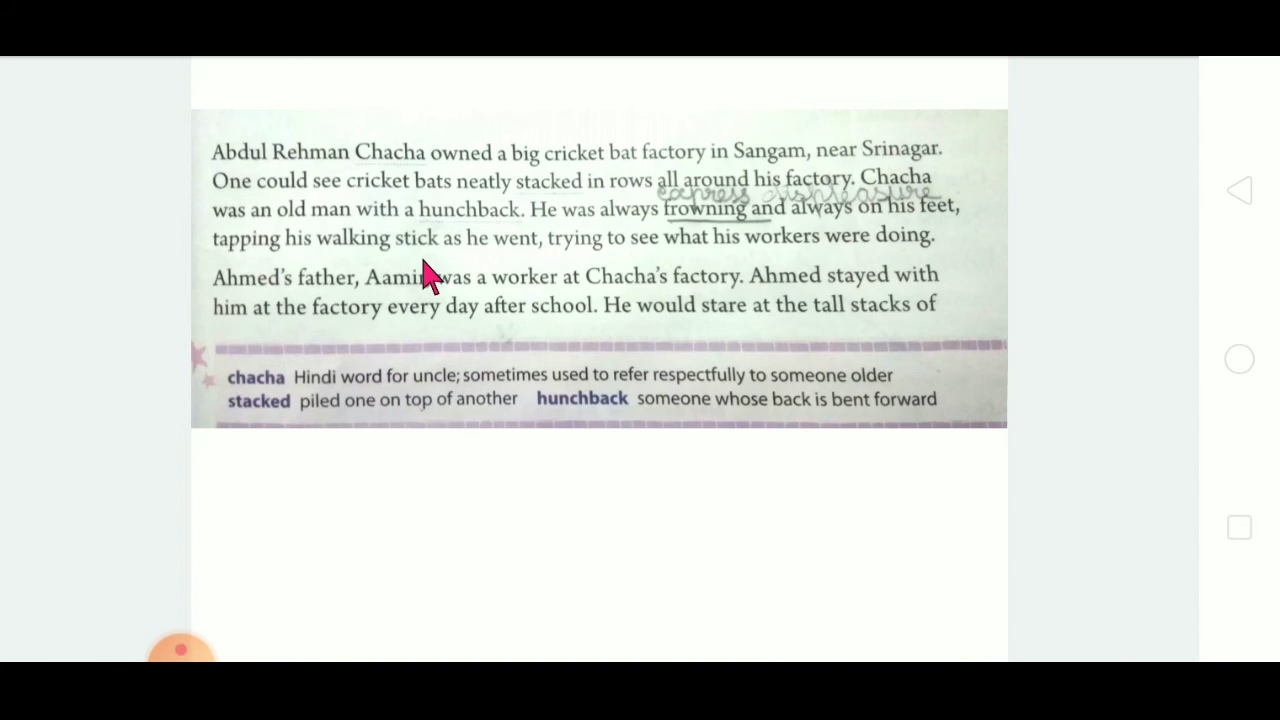 Abdul Rehman Chacha owned a big cricket bat factory in Sangam, near Srinagar.
One could see cricket bats neatly stacked in rows all around his factory. Chacha
express displeasure
was an old man with a hunchback. He was always frowning and always on his feet,
tapping his walking stick as he went, trying to see what his workers were doing.
Ahmed's father, Aamir was a worker at Chacha's factory. Ahmed stayed with
him at the factory every day after school. He would stare at the tall stacks of
chacha Hindi word for uncle; sometimes used to refer respectfully to someone older
stacked piled one on top of another hunchback someone whose back is bent forward